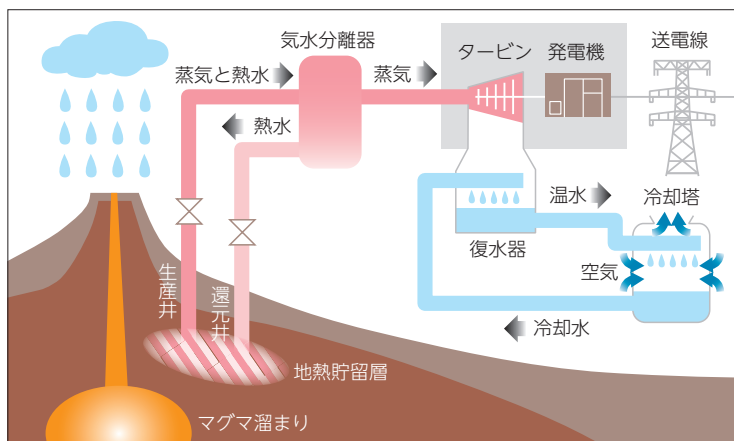 気水分離器
タービン
発電機
送電線
蒸気と熱水
蒸気
熱水
温水
冷却塔
復水器
空気
生産井
還元井
冷却水
地熱貯留層
マグマ溜まり